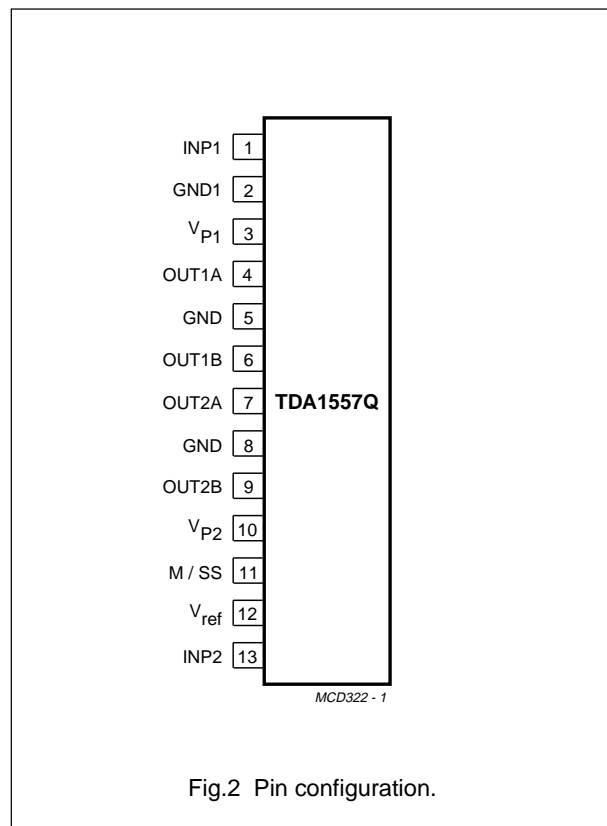 INP1 1
GND1 2
VP1 3
OUT1A 4
GND 5
OUT1B 6
OUT2A 7
TDA1557Q
GND 8
OUT2B 9
VP2 10
M / SS 11
Vref 12
INP2 13
MCD322 - 1
Fig.2 Pin configuration.